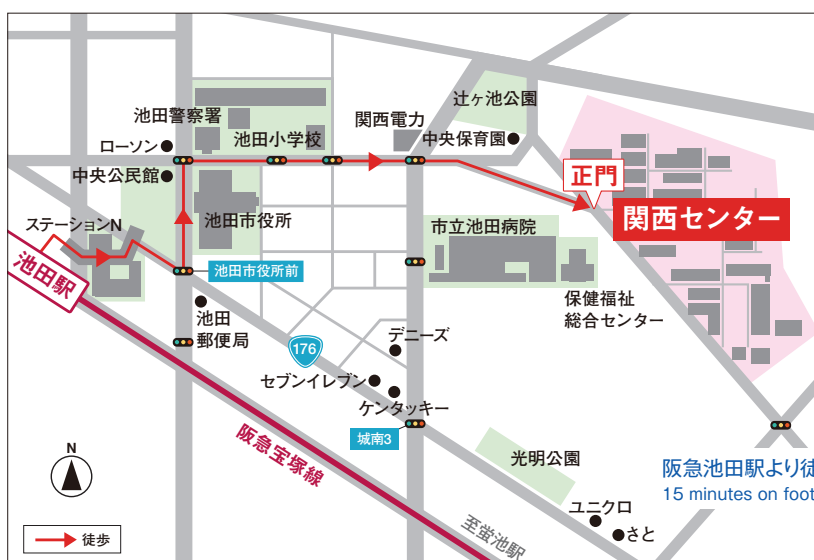 辻ヶ池公園
関西電力
池田警察署
ローソン
池田小学校
中央保育園
中央公民館
正門
関西センター
ステーションN
池田市役所
市立池田病院
池田駅
池田市役所前
保健福祉
総合センター
池田
郵便局
176
デニーズ
セブンイレブン
ケンタッキー
城南3
阪急宝塚線
光明公園
阪急池田駅より徒
15 minutes on foot
N
ユニクロ
さと
至蛍池駅
徒歩